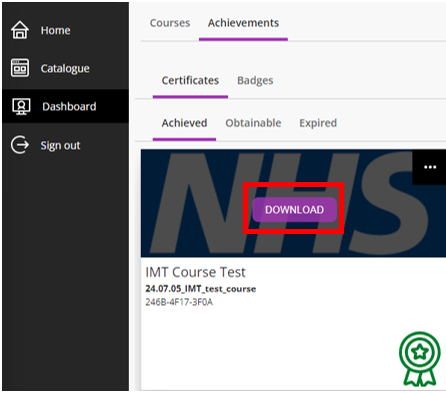 Home
Catalogue
Dashboard
Sign out
Courses Achievements
Certificates Badges
Achieved Obtainable Expired
NHS
DOWNLOAD
IMT Course Test
24.07.05_IMT_test_course
246B-4F17-3F0A